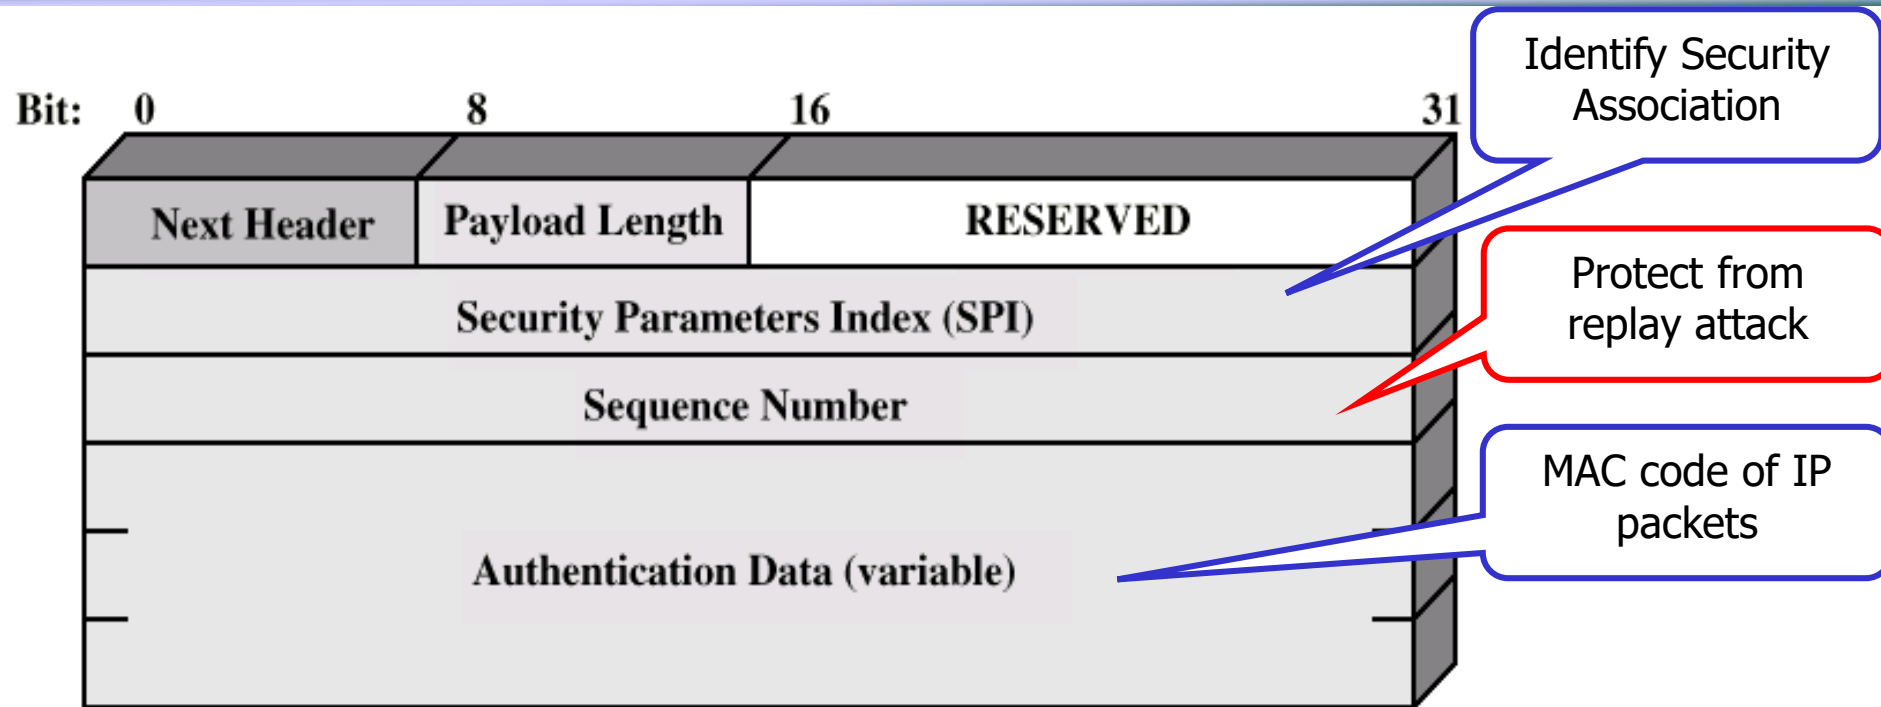 Identify Security
Association
Bit: 0 8 16 31
Next Header Payload Length RESERVED
Security Parameters Index (SPI)
Protect from
replay attack
Sequence Number
MAC code of IP
packets
Authentication Data (variable)